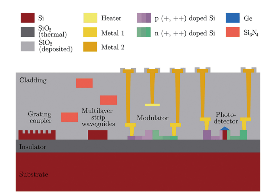 Si
Heater
p (+, ++) doped Si
Ge
SiO₂
(thermal)
Metal 1
n (+, ++) doped Si
Si₃N₄
SiO₂
(deposited)
Metal 2
Cladding
Grating
coupler
Multilayer
strip
waveguides
Modulator
Photo-
detector
Insulator
Substrate